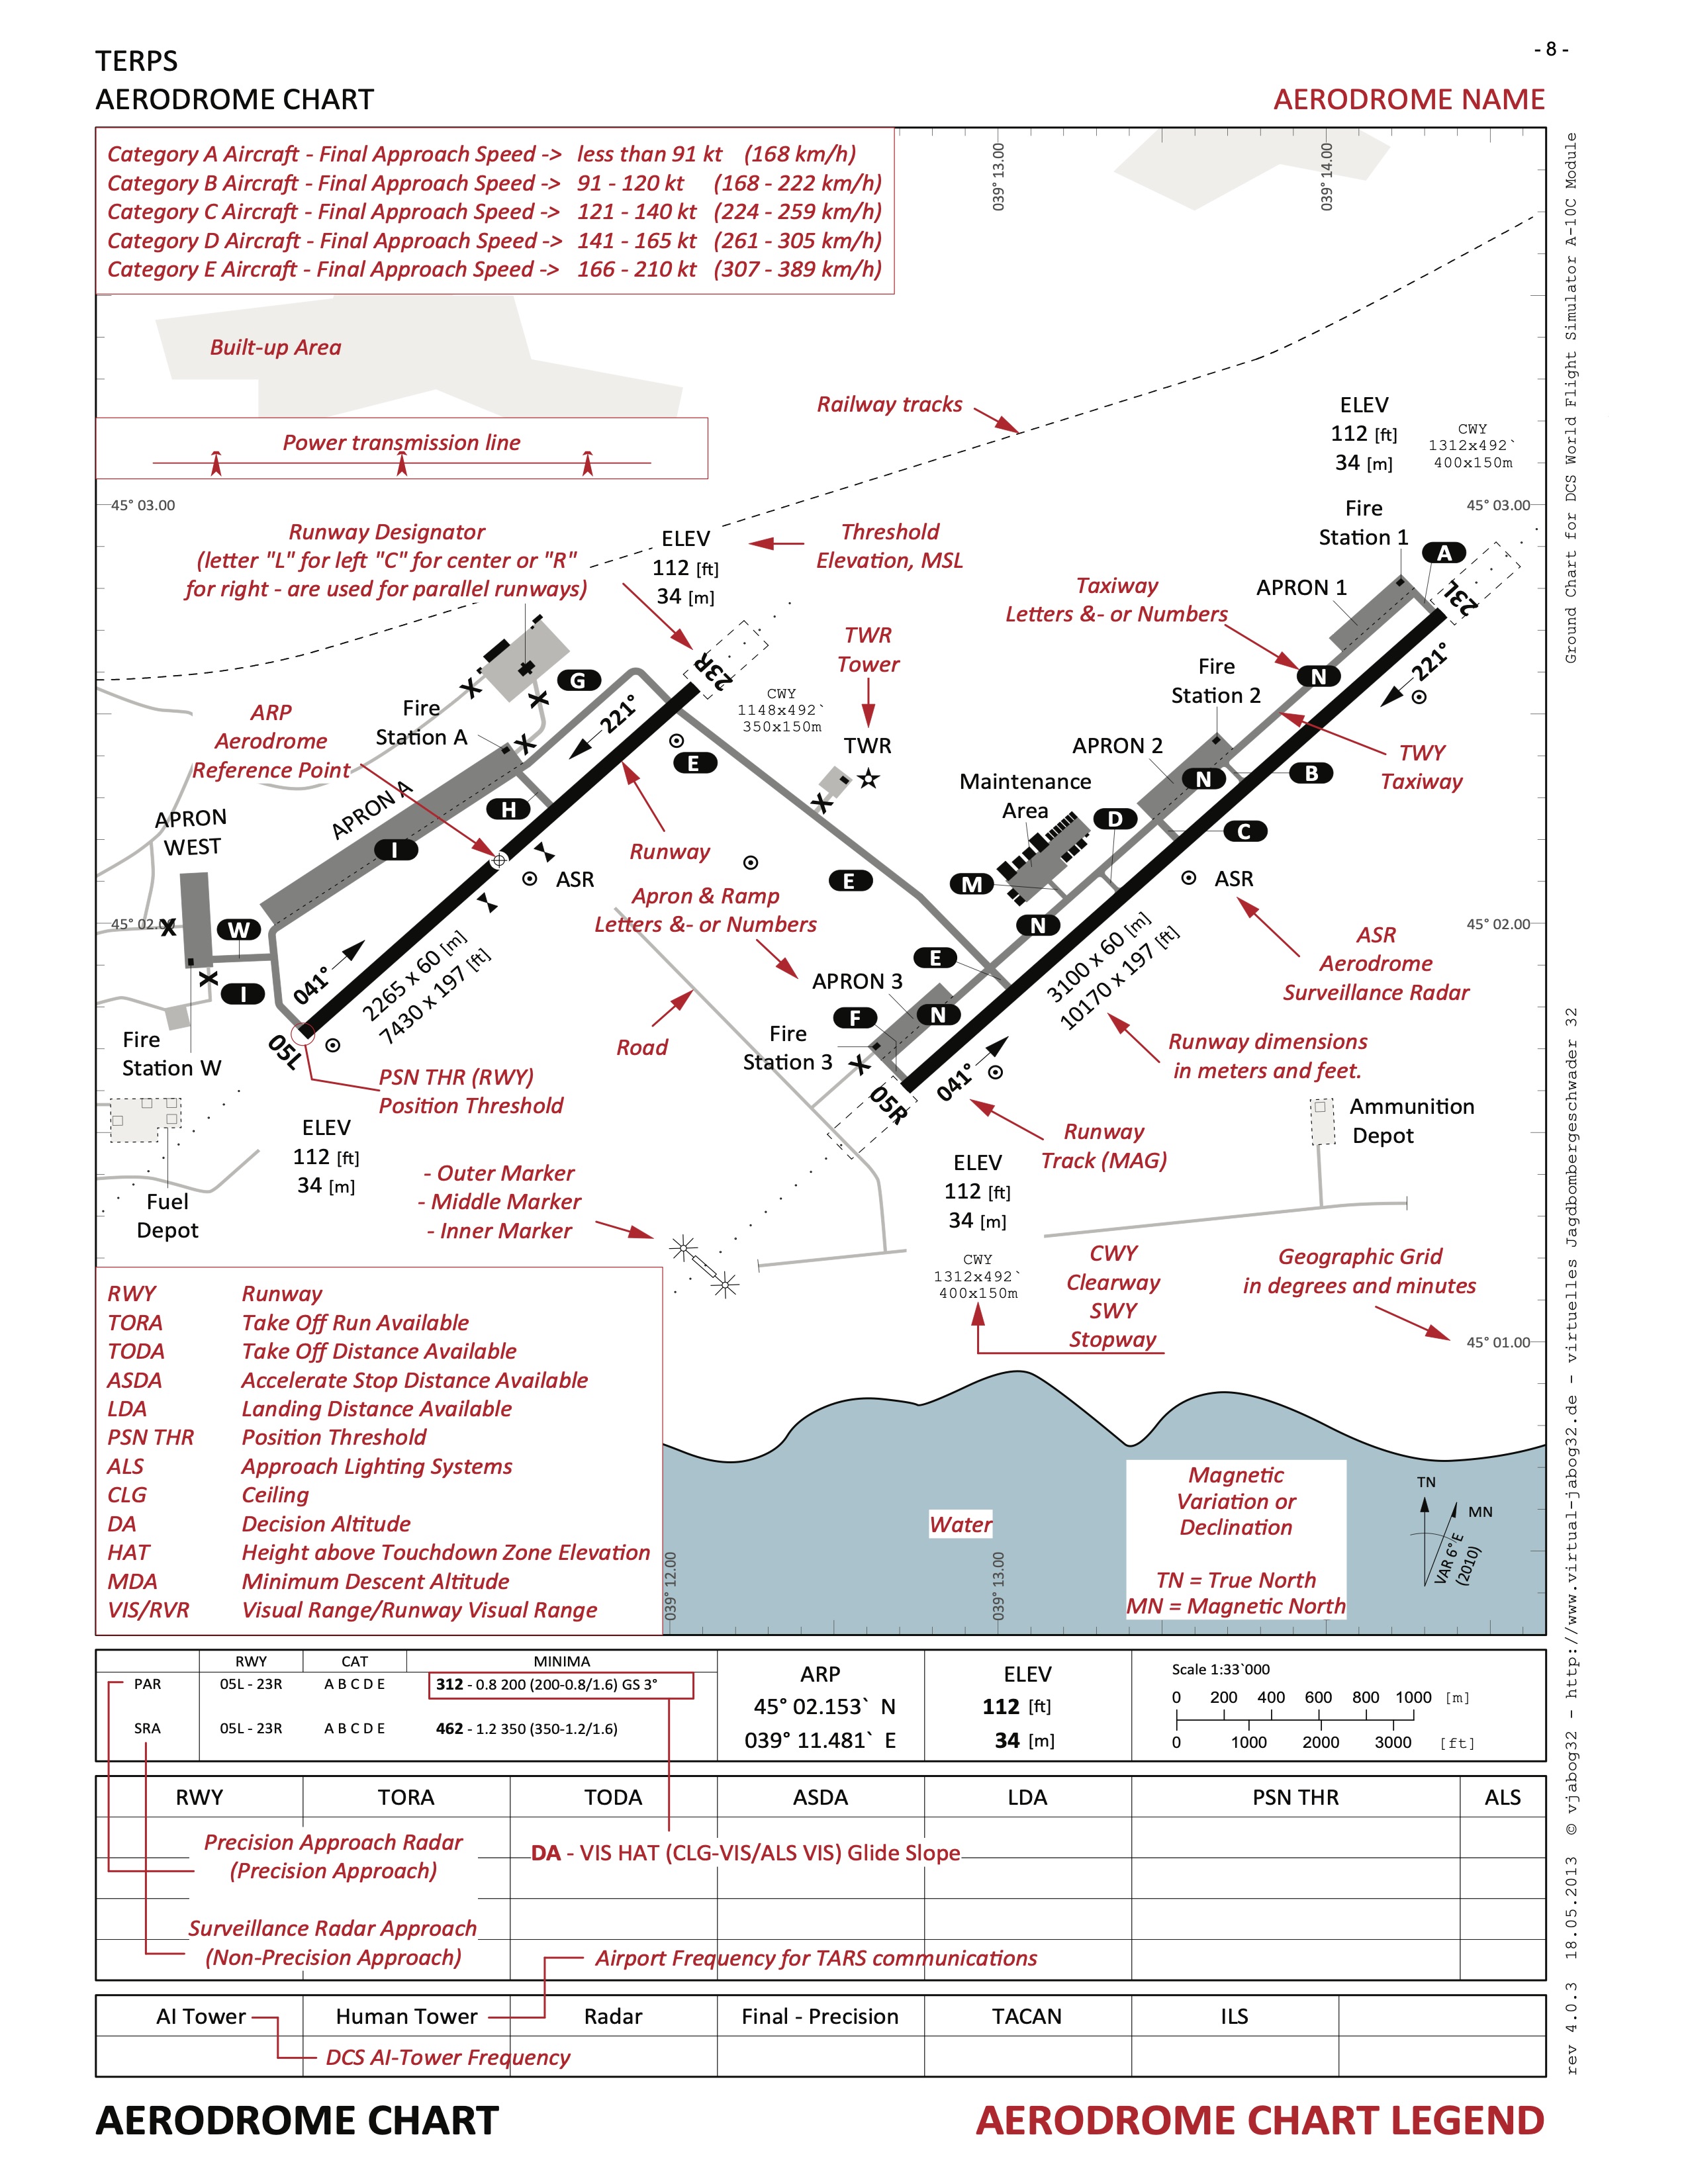 - 8 -
TERPS
AERODROME CHART
AERODROME NAME
Category A Aircraft - Final Approach Speed -> less than 91 kt (168 km/h)
Category B Aircraft - Final Approach Speed -> 91 - 120 kt (168 - 222 km/h)
Category C Aircraft - Final Approach Speed -> 121 - 140 kt (224 - 259 km/h)
Category D Aircraft - Final Approach Speed -> 141 - 165 kt (261 - 305 km/h)
Category E Aircraft - Final Approach Speed -> 166 - 210 kt (307 - 389 km/h)
039° 13.00
039° 14.00
Built-up Area
Power transmission line
Railway tracks
ELEV
112 [ft]
34 [m]
CWY
1312x492`
400x150m
45° 03.00
45° 03.00
Runway Designator
(letter "L" for left "C" for center or "R"
for right - are used for parallel runways)
ELEV
112 [ft]
34 [m]
Threshold
Elevation, MSL
Fire
Station 1
A
23L
APRON 1
Taxiway
Letters &- or Numbers
TWR
Tower
23R
N
221°
Fire
Station 2
G
X
X
221°
CWY
1148x492`
350x150m
ARP
Aerodrome
Reference Point
Fire
Station A
X
E
TWR
APRON 2
TWY
Taxiway
N
B
Maintenance
Area
X
H
APRON A
APRON
WEST
I
D
C
Runway
ASR
E
M
ASR
Apron & Ramp
Letters &- or Numbers
45° 02.00
X
W
N
45° 02.00
ASR
Aerodrome
Surveillance Radar
X
I
041°
2265 x 60 [m]
7430 x 197 [ft]
E
APRON 3
3100 x 60 [m]
10170 x 197 [ft]
F
N
Fire
Station W
05L
Road
Fire
Station 3
X
Runway dimensions
in meters and feet.
PSN THR (RWY)
Position Threshold
05R
041°
Ammunition
Depot
Runway
Track (MAG)
ELEV
112 [ft]
34 [m]
ELEV
112 [ft]
34 [m]
Fuel
Depot
- Outer Marker
- Middle Marker
- Inner Marker
CWY
1312x492`
400x150m
CWY
Clearway
SWY
Stopway
Geographic Grid
in degrees and minutes
45° 01.00
RWY Runway
TORA Take Off Run Available
TODA Take Off Distance Available
ASDA Accelerate Stop Distance Available
LDA Landing Distance Available
PSN THR Position Threshold
ALS Approach Lighting Systems
CLG Ceiling
DA Decision Altitude
HAT Height above Touchdown Zone Elevation
MDA Minimum Descent Altitude
VIS/RVR Visual Range/Runway Visual Range
039° 12.00
Water
039° 13.00
Magnetic
Variation or
Declination
TN = True North
MN = Magnetic North
TN
MN
VAR 6° E
(2010)
RWY CAT MINIMA
PAR 05L - 23R A B C D E 312 - 0.8 200 (200-0.8/1.6) GS 3°
SRA 05L - 23R A B C D E 462 - 1.2 350 (350-1.2/1.6)
ARP
45° 02.153` N
039° 11.481` E
ELEV
112 [ft]
34 [m]
Scale 1:33`000
0 200 400 600 800 1000 [m]
0 1000 2000 3000 [ft]
RWY TORA TODA ASDA LDA PSN THR ALS
Precision Approach Radar
(Precision Approach)
DA - VIS HAT (CLG-VIS/ALS VIS) Glide Slope
Surveillance Radar Approach
(Non-Precision Approach)
Airport Frequency for TARS communications
AI Tower Human Tower Radar Final - Precision TACAN ILS
DCS AI-Tower Frequency
AERODROME CHART
AERODROME CHART LEGEND
Ground Chart for DCS World Flight Simulator A-10C Module
rev 4.0.3 18.05.2013 © vjabog32 - http://www.virtual-jabog32.de - virtuelles Jagdbombergeschwader 32